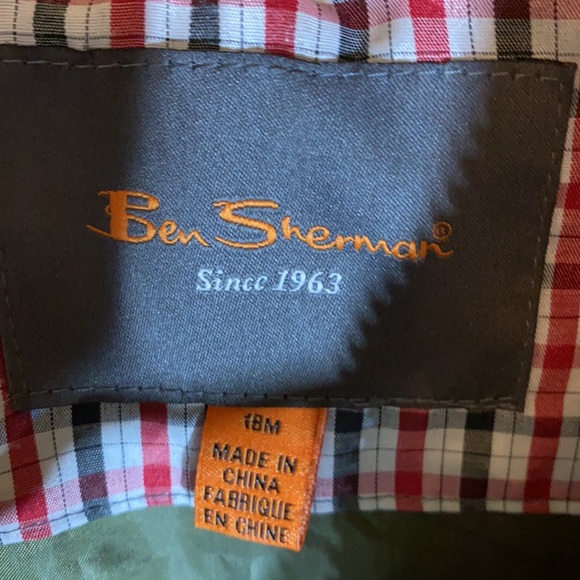 Ben Sherman®
Since 1963
18M
MADE IN
CHINA
FABRIQUE
EN CHINE